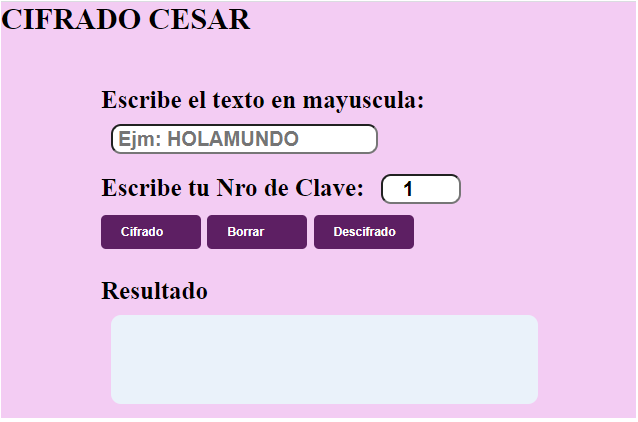 CIFRADO CESAR
Escribe el texto en mayuscula:
Ejm: HOLAMUNDO
Escribe tu Nro de Clave: 1
Cifrado Borrar Descifrado
Resultado